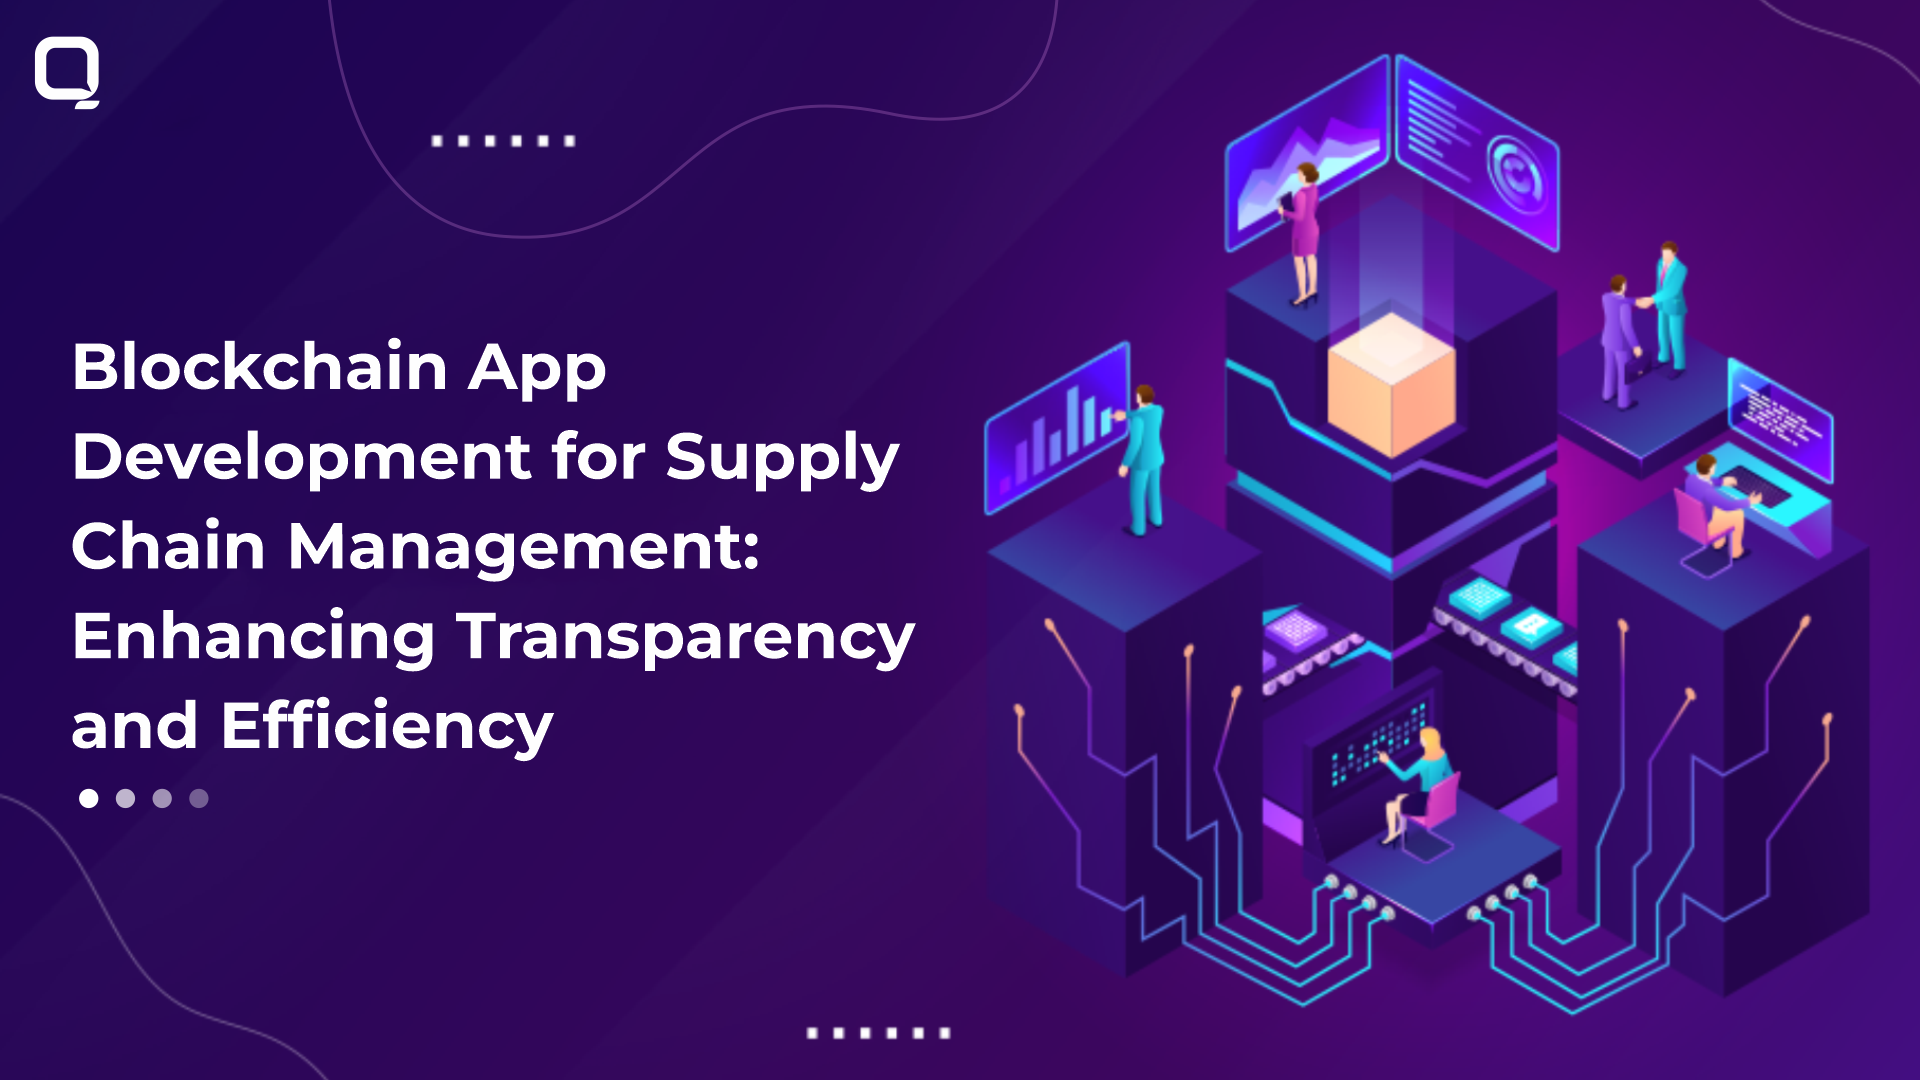 Blockchain App
Development for Supply
Chain Management:
Enhancing Transparency
and Efficiency